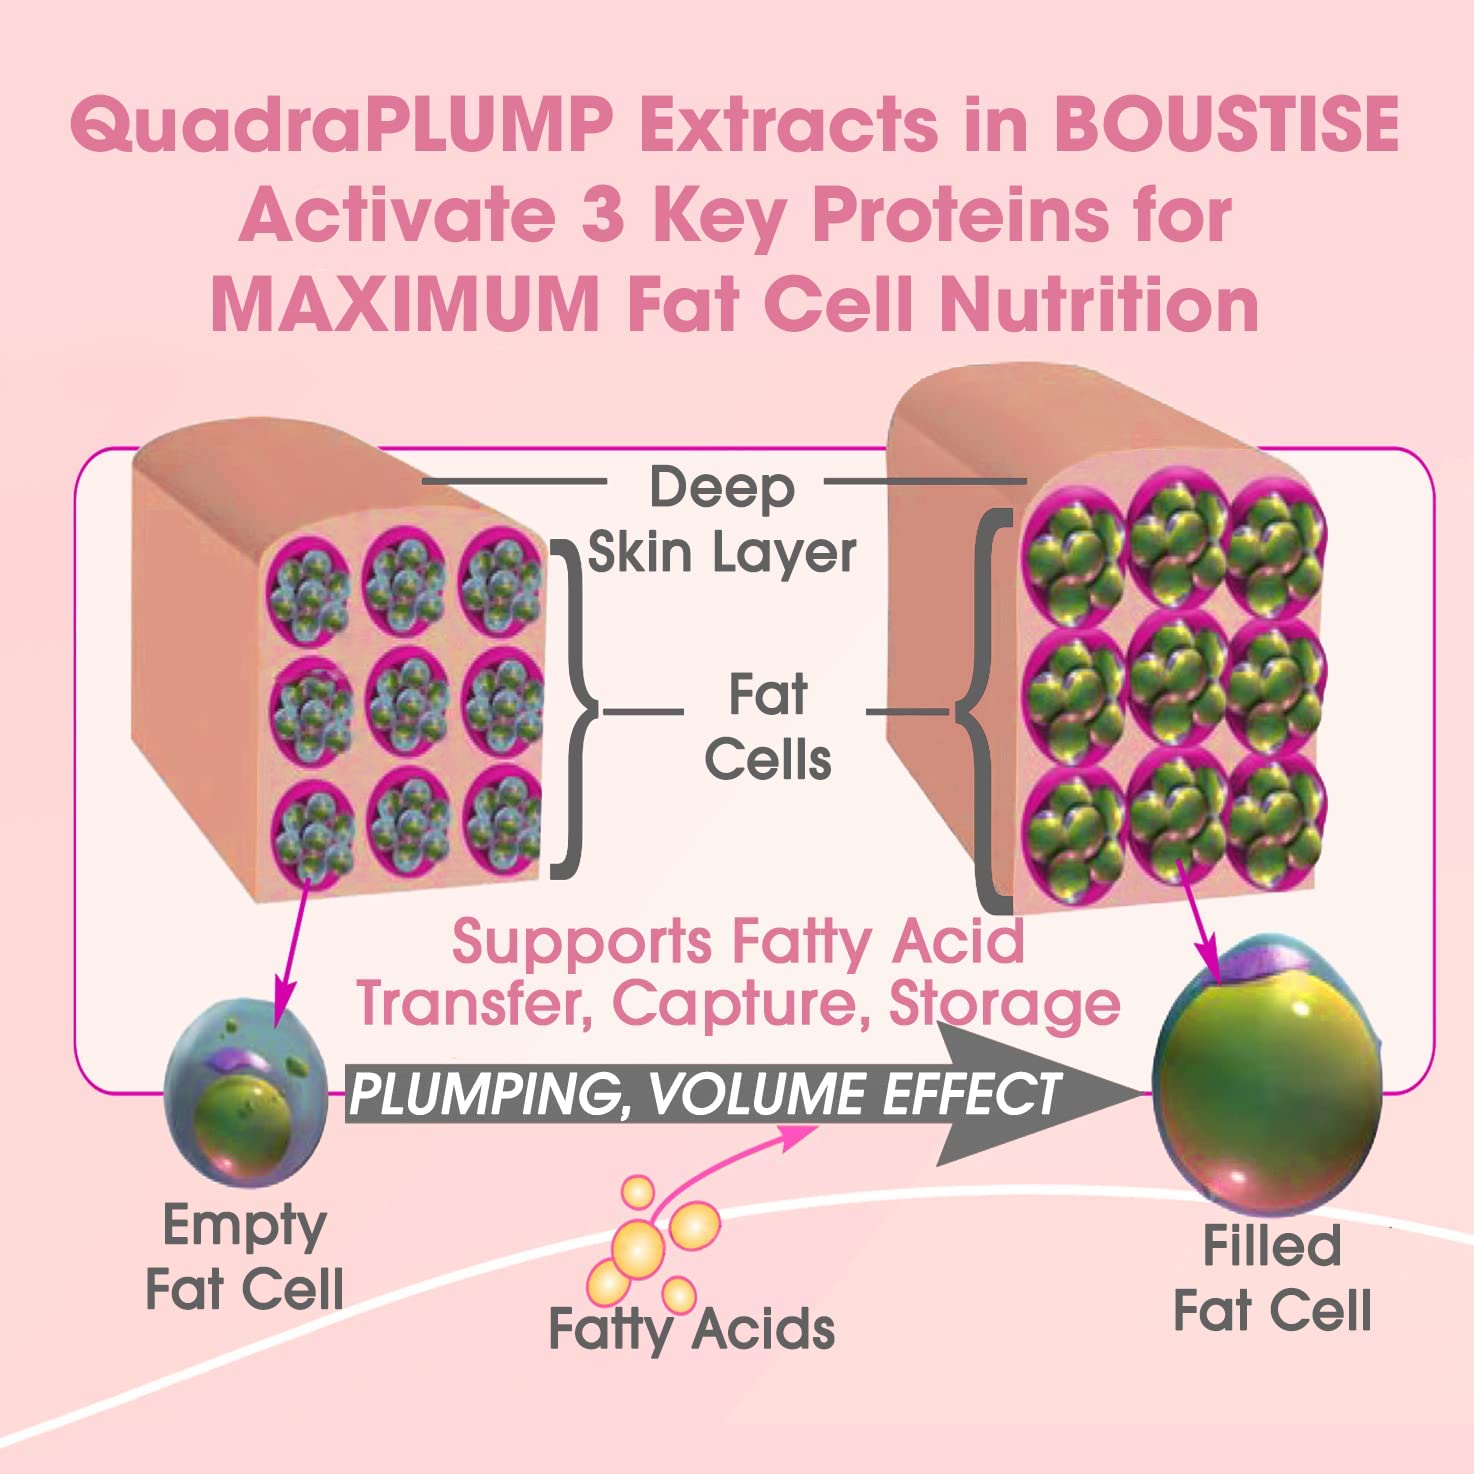 QuadraPLUMP Extracts in BOUSTISE
Activate 3 Key Proteins for
MAXIMUM Fat Cell Nutrition
Deep
Skin Layer
Fat
Cells
Supports Fatty Acid
Transfer, Capture, Storage
PLUMPING, VOLUME EFFECT
Empty
Fat Cell
Fatty Acids
Filled
Fat Cell